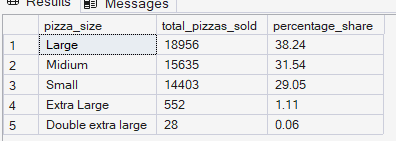 Results Messages
pizza_size total_pizzas_sold percentage_share
1 Large 18956 38.24
2 Midium 15635 31.54
3 Small 14403 29.05
4 Extra Large 552 1.11
5 Double extra large 28 0.06